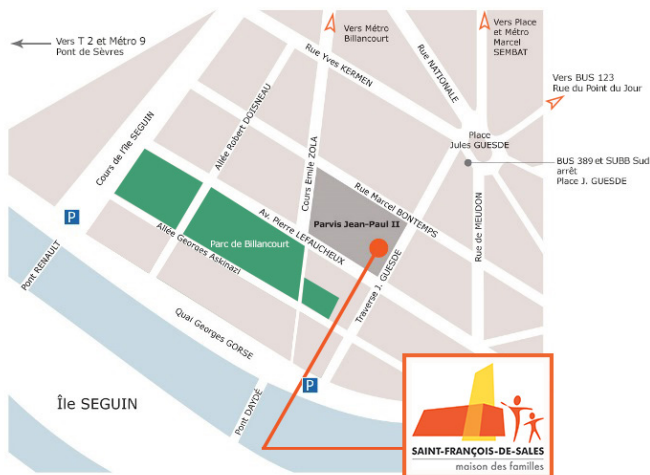 Vers T 2 et Métro 9
Pont de Sèvres
Vers Métro
Billancourt
Vers Place
et Métro
Marcel
SEMBAT
Rue Yves KERMEN
Rue NATIONALE
Vers BUS 123
Rue du Point du Jour
Place
Jules GUESDE
BUS 389 et SUBB Sud
arrêt
Place J. GUESDE
Cours de l'île SEGUIN
Allée Robert DOISNEAU
Cours Emile ZOLA
Rue Marcel BONTEMPS
Rue de MEUDON
Parvis Jean-Paul II
Av. Pierre LEFAUCHEUX
Parc de Billancourt
Allée Georges Askinazi
Traverse J. GUESDE
P
Pont RENAULT
Quai Georges GORSE
P
Pont DAYDÉ
Île SEGUIN
SAINT-FRANÇOIS-DE-SALES
maison des familles